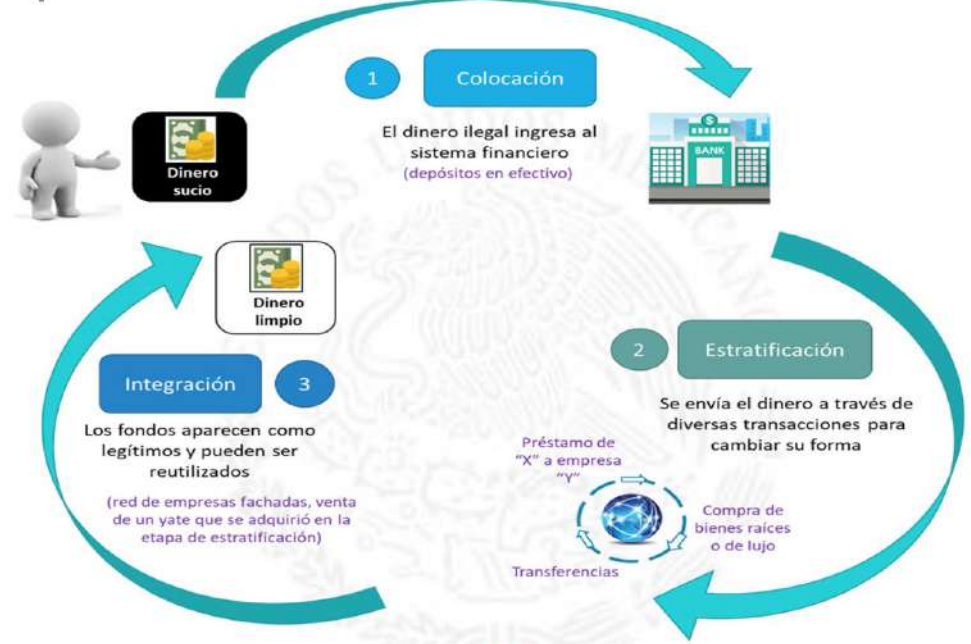 1
Colocación
El dinero ilegal ingresa al
sistema financiero
(depósitos en efectivo)
Dinero
sucio
$
BANK
Dinero
limpio
2
Estratificación
Se envía el dinero a través de
diversas transacciones para
cambiar su forma
Préstamo de
"X" a empresa
"Y"
Compra de
bienes raíces
o de lujo
Transferencias
Integración
3
Los fondos aparecen como
legítimos y pueden ser
reutilizados
(red de empresas fachadas, venta
de un yate que se adquirió en la
etapa de estratificación)